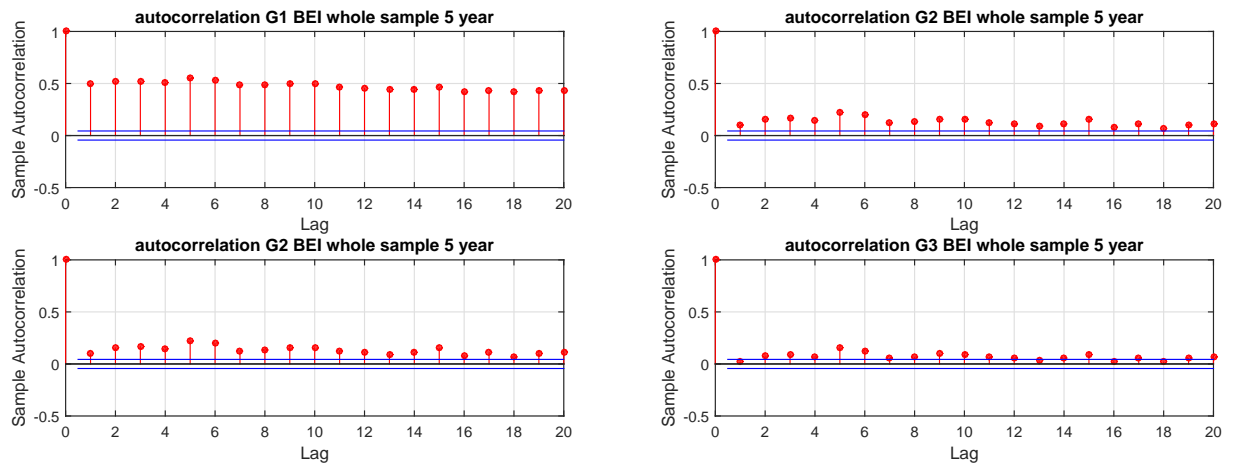 autocorrelation G1 BEI whole sample 5 year
Sample Autocorrelation
1
0.5
0
-0.5
0 2 4 6 8 10 12 14 16 18 20
Lag
autocorrelation G2 BEI whole sample 5 year
Sample Autocorrelation
1
0.5
0
-0.5
0 2 4 6 8 10 12 14 16 18 20
Lag
autocorrelation G2 BEI whole sample 5 year
Sample Autocorrelation
1
0.5
0
-0.5
0 2 4 6 8 10 12 14 16 18 20
Lag
autocorrelation G3 BEI whole sample 5 year
Sample Autocorrelation
1
0.5
0
-0.5
0 2 4 6 8 10 12 14 16 18 20
Lag